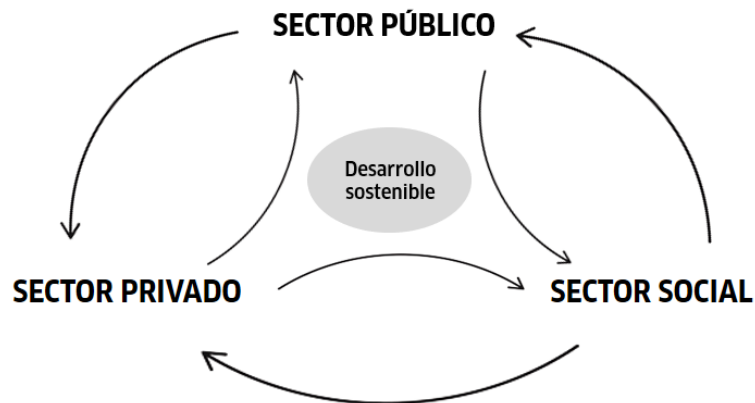 SECTOR PÚBLICO
Desarrollo
sostenible
SECTOR PRIVADO
SECTOR SOCIAL